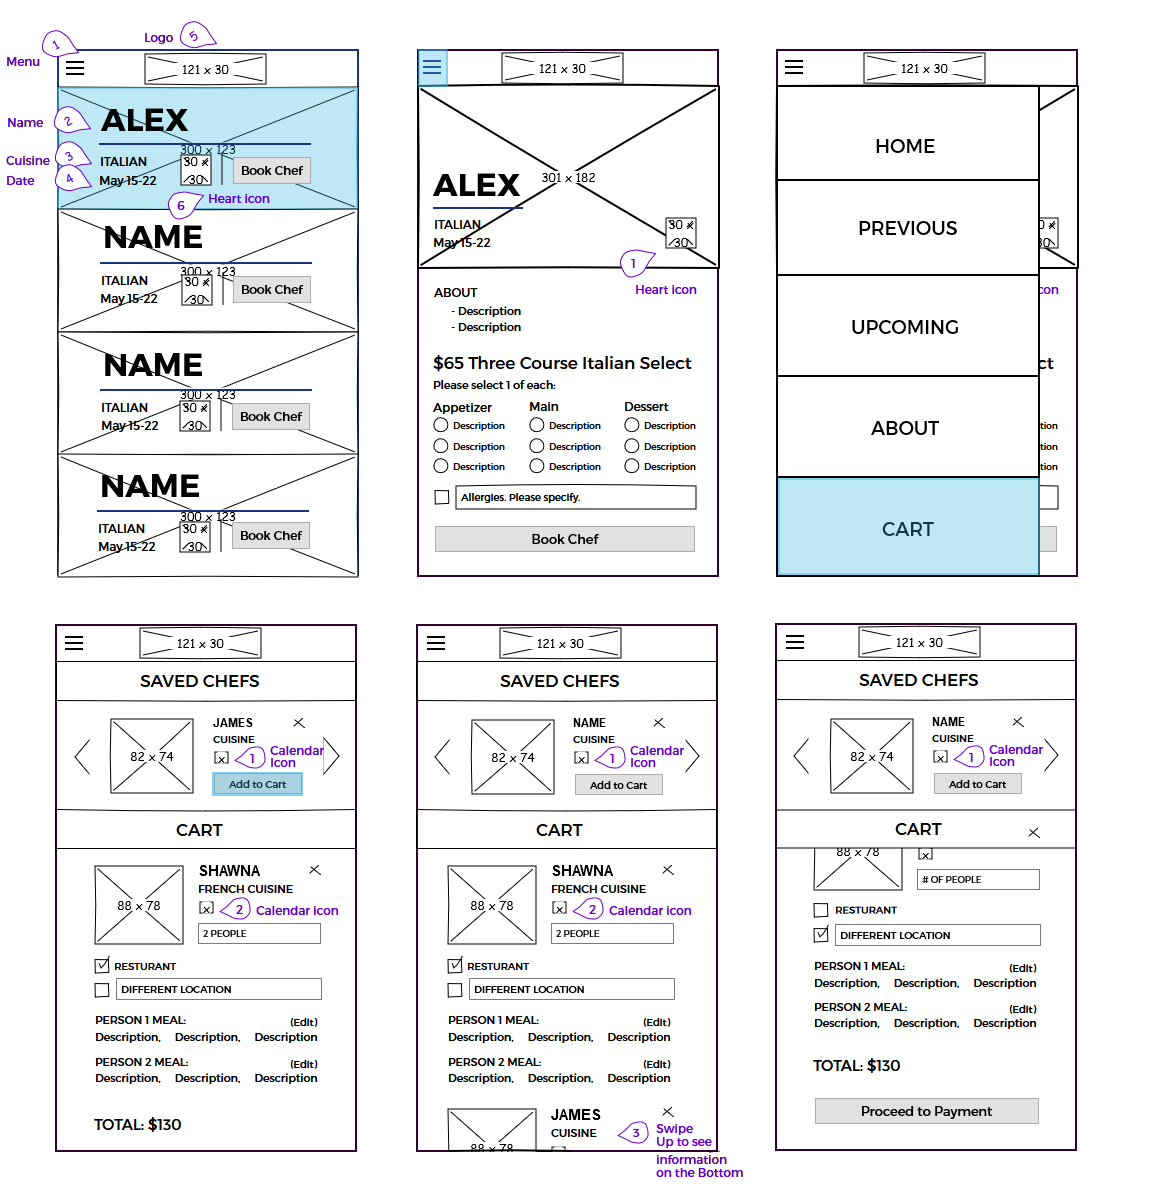 Logo 5
1
Menu
121 x 30
Name 2
ALEX
300 x 123
Cuisine 3
ITALIAN
30 x
30
Book Chef
Date 4
May 15-22
6 Heart icon
NAME
300 x 123
ITALIAN
30 x
30
Book Chef
May 15-22
NAME
300 x 123
ITALIAN
30 x
30
Book Chef
May 15-22
NAME
300 x 123
ITALIAN
30 x
30
Book Chef
May 15-22
121 x 30
301 x 182
ALEX
ITALIAN
May 15-22
30 x
30
1
Heart icon
ABOUT
- Description
- Description
$65 Three Course Italian Select
Please select 1 of each:
Appetizer Main Dessert
Description Description Description
Description Description Description
Description Description Description
Allergies. Please specify.
Book Chef
121 x 30
HOME
PREVIOUS
0 x
30
con
UPCOMING
ct
ABOUT
tion
tion
tion
CART
121 x 30
SAVED CHEFS
82 x 74
JAMES
CUISINE
x 1 Calendar
Icon
Add to Cart
CART
88 x 78
SHAWNA
FRENCH CUISINE
x 2 Calendar icon
2 PEOPLE
RESTURANT
DIFFERENT LOCATION
PERSON 1 MEAL: (Edit)
Description, Description, Description
PERSON 2 MEAL: (Edit)
Description, Description, Description
TOTAL: $130
121 x 30
SAVED CHEFS
82 x 74
NAME
CUISINE
x 1 Calendar
Icon
Add to Cart
CART
88 x 78
SHAWNA
FRENCH CUISINE
x 2 Calendar icon
2 PEOPLE
RESTURANT
DIFFERENT LOCATION
PERSON 1 MEAL: (Edit)
Description, Description, Description
PERSON 2 MEAL: (Edit)
Description, Description, Description
JAMES
CUISINE
88 x 78
3 Swipe
Up to see
information
on the Bottom
121 x 30
SAVED CHEFS
82 x 74
NAME
CUISINE
x 1 Calendar
Icon
Add to Cart
CART
88 x 78
x
# OF PEOPLE
RESTURANT
DIFFERENT LOCATION
PERSON 1 MEAL: (Edit)
Description, Description, Description
PERSON 2 MEAL: (Edit)
Description, Description, Description
TOTAL: $130
Proceed to Payment